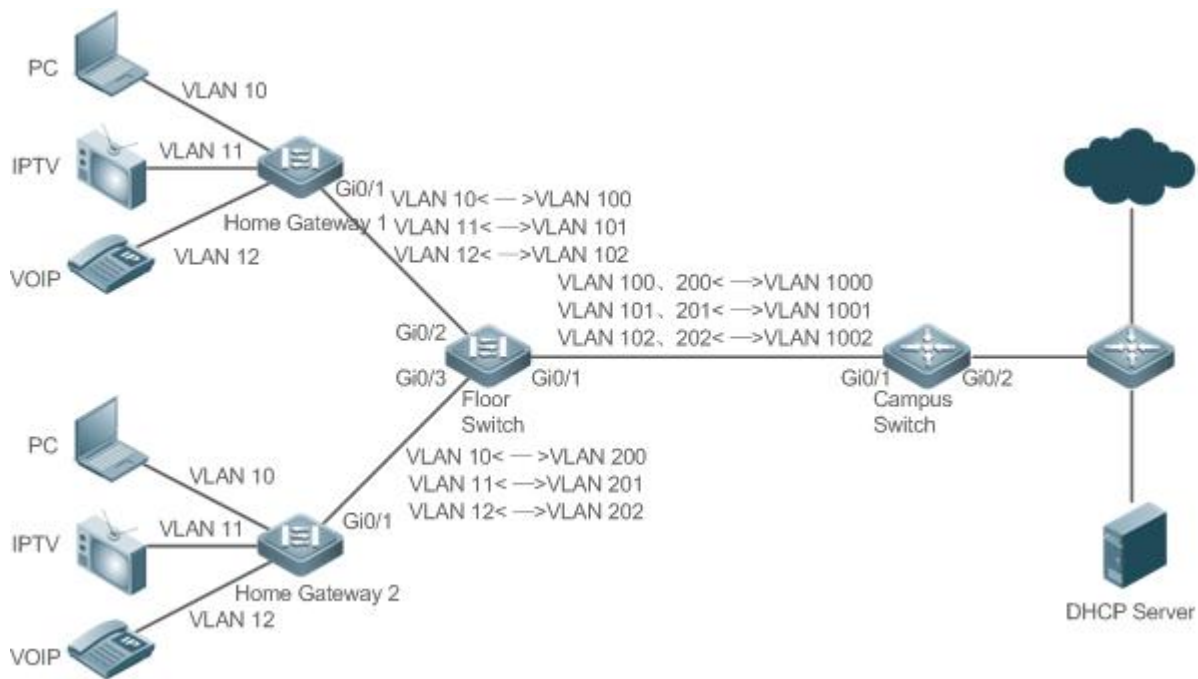 PC
VLAN 10
IPTV
VLAN 11
Gi0/1
Home Gateway 1
VOIP
VLAN 12
VLAN 10< — >VLAN 100
VLAN 11< —>VLAN 101
VLAN 12< —>VLAN 102
VLAN 100、200< —>VLAN 1000
VLAN 101、201< —>VLAN 1001
VLAN 102、202< —>VLAN 1002
Gi0/2
Gi0/3
Gi0/1
Floor
Switch
Gi0/1
Gi0/2
Campus
Switch
VLAN 10< — >VLAN 200
VLAN 11< —>VLAN 201
VLAN 12< —>VLAN 202
PC
VLAN 10
IPTV
VLAN 11
Gi0/1
Home Gateway 2
VOIP
VLAN 12
IP
IP
DHCP Server